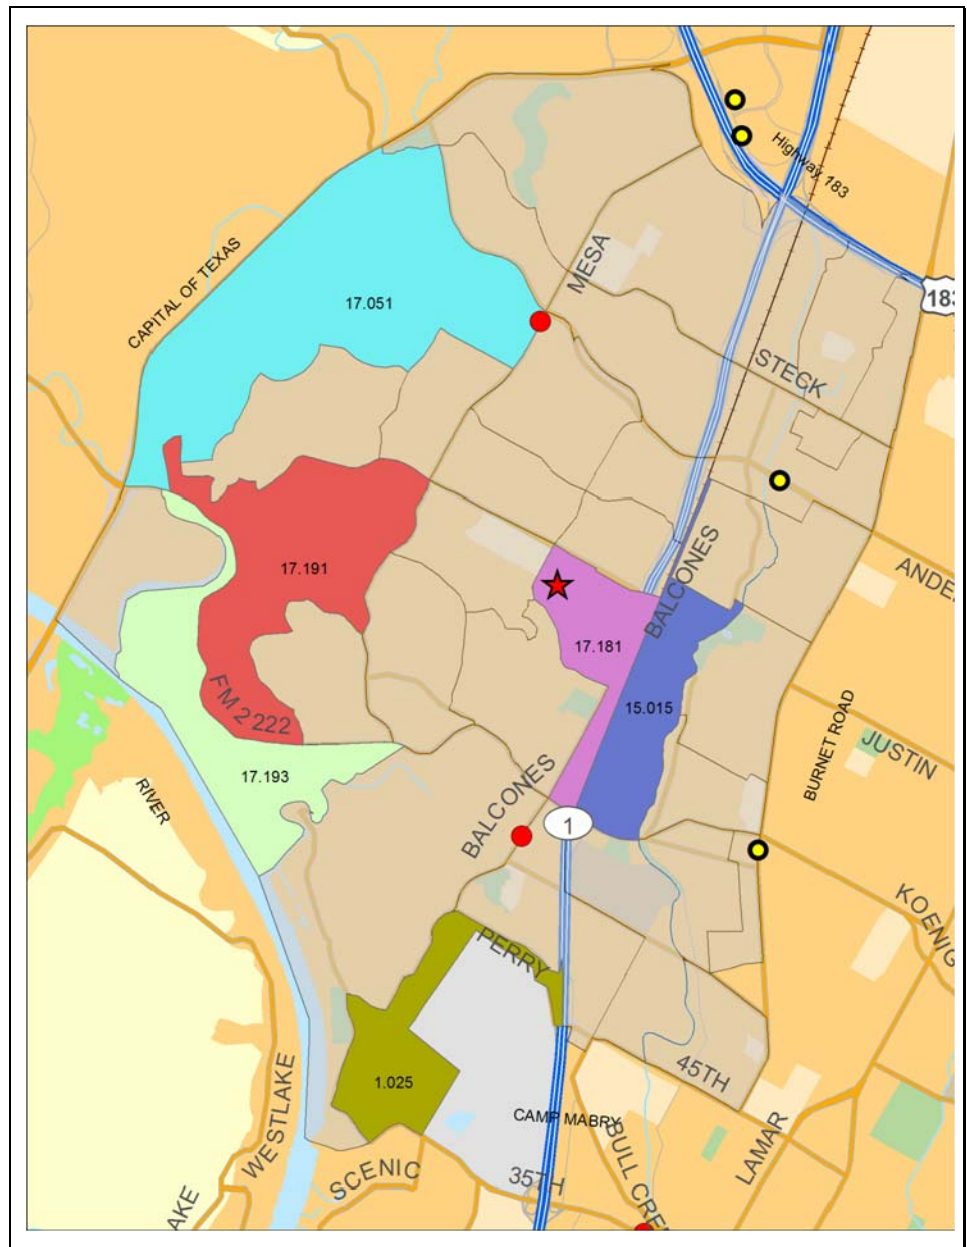 Highway 183
183
MESA
CAPITAL OF TEXAS
17.051
STECK
17.191
BALCONES
ANDE
17.181
FM 2222
15.015
BURNET ROAD
JUSTIN
17.193
RIVER
BALCONES
1
KOENIG
PERRY
1.025
45TH
CAMP MABRY
WESTLAKE
BULL CREE
LAMAR
SCENIC
35TH
AKE